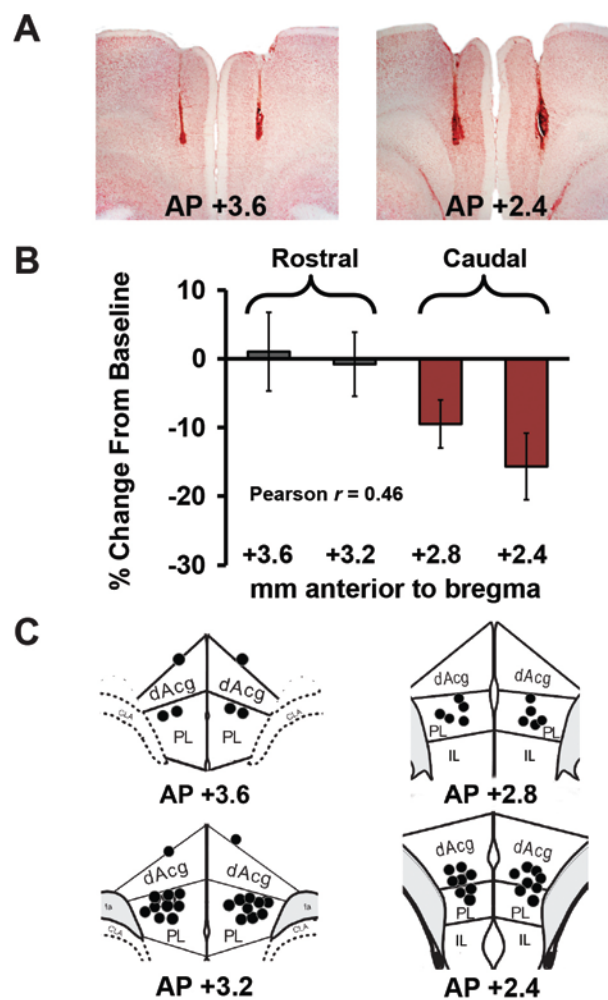 A
AP +3.6
AP +2.4
B
Rostral
Caudal
% Change From Baseline
10
0
-10
-20
-30
Pearson r = 0.46
+3.6
+3.2
+2.8
+2.4
mm anterior to bregma
C
dAcg
dAcg
CLA
CLA
PL
PL
AP +3.6
dAcg
dAcg
PL
PL
IL
IL
AP +2.8
dAcg
dAcg
fa
fa
CLA
CLA
PL
PL
AP +3.2
dAcg
dAcg
PL
PL
IL
IL
AP +2.4